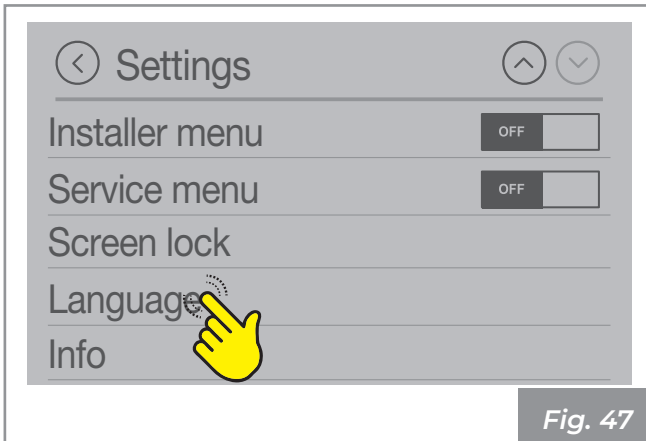 Settings
Installer menu OFF
Service menu OFF
Screen lock
Language
Info
Fig. 47